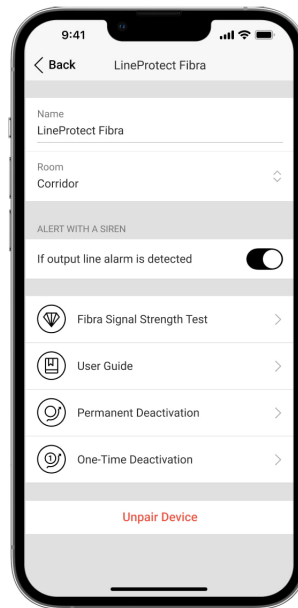 9:41
Back LineProtect Fibra
Name
LineProtect Fibra
Room
Corridor
ALERT WITH A SIREN
If output line alarm is detected
Fibra Signal Strength Test
User Guide
Permanent Deactivation
1 One-Time Deactivation
Unpair Device